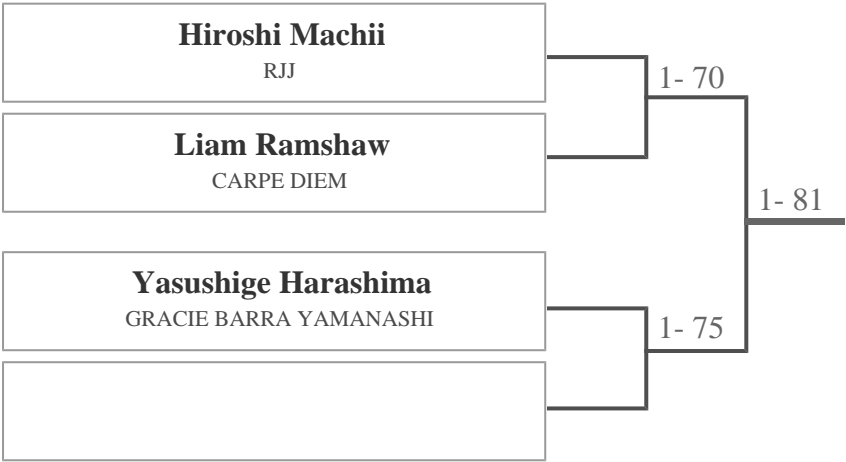 Hiroshi Machii
RJJ
1- 70
Liam Ramshaw
CARPE DIEM
1- 81
Yasushige Harashima
GRACIE BARRA YAMANASHI
1- 75